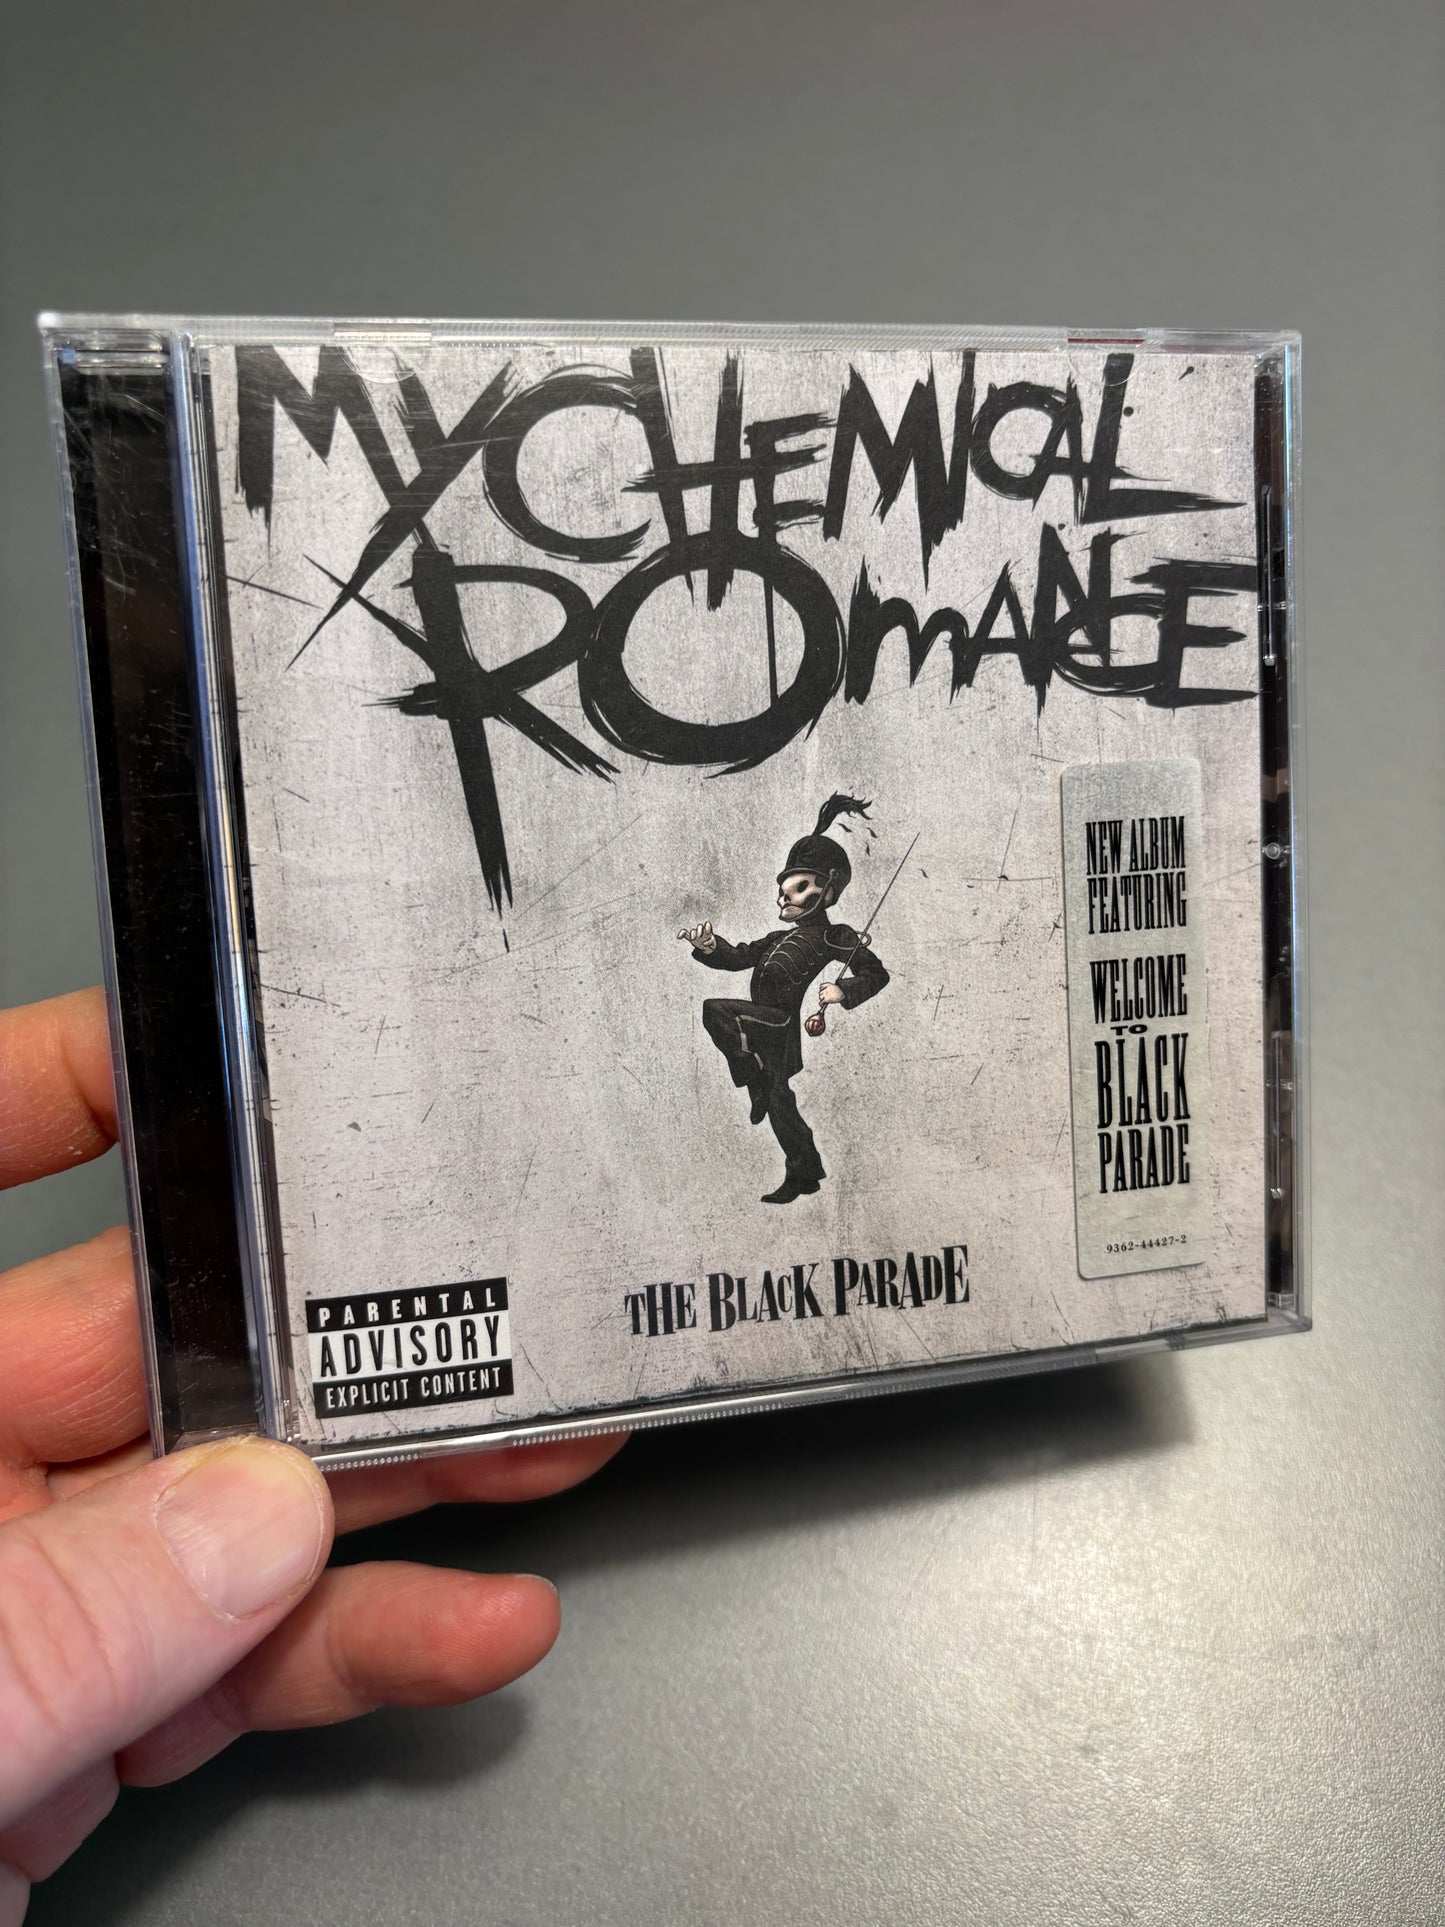 MY CHEMICAL
ROMANCE
NEW ALBUM
FEATURING
WELCOME
TO
BLACK
PARADE
9362-44427-2
THE BLACK PARADE
PARENTAL
ADVISORY
EXPLICIT CONTENT